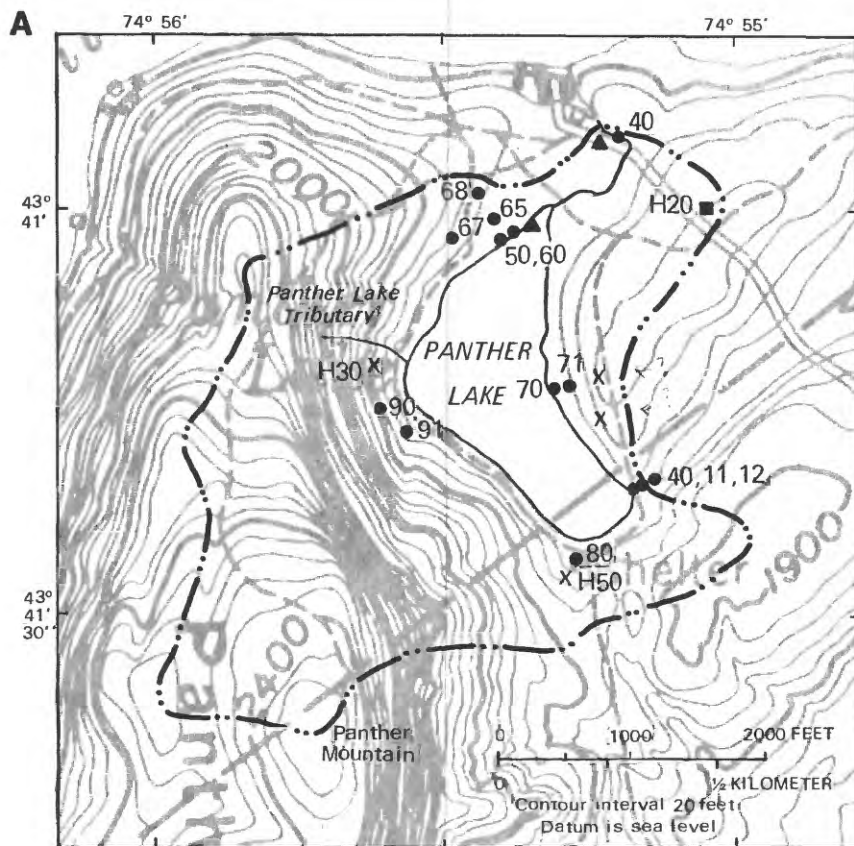 A
74° 56'
74° 55'
40
2000
68
65
H20
43°
41'
67
50,60
Panther Lake
Tributary
PANTHER
LAKE
H30
71
70
90
91
40,11,12
80
H50
helter
1900
43°
41'
30''
2400
Panther
Mountain
0 1000 2000 FEET
0 ½ KILOMETER
Contour interval 20 feet
Datum is sea level